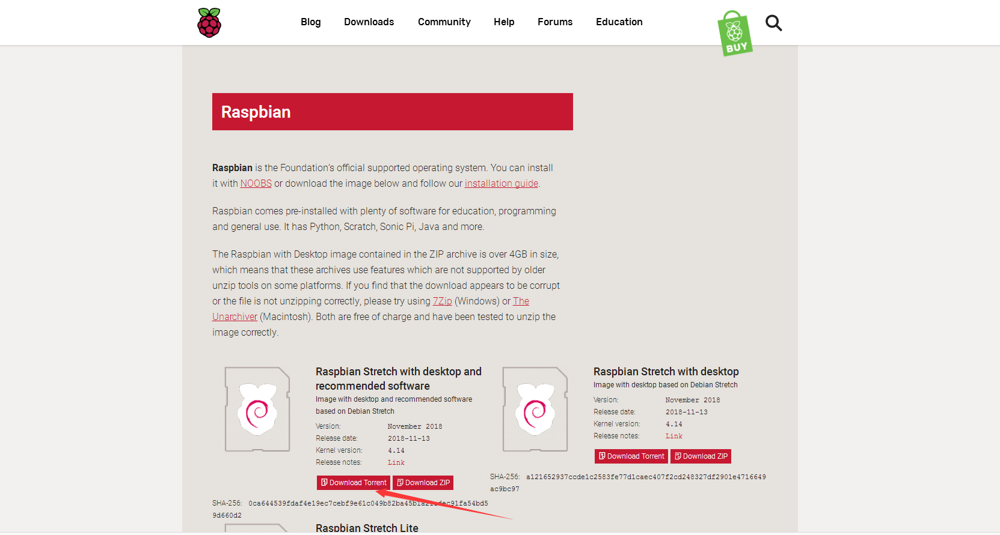 Blog Downloads Community Help Forums Education
BUY
Raspbian
Raspbian is the Foundation's official supported operating system. You can install
it with NOOBS or download the image below and follow our installation guide.
Raspbian comes pre-installed with plenty of software for education, programming
and general use. It has Python, Scratch, Sonic Pi, Java and more.
The Raspbian with Desktop image contained in the ZIP archive is over 4GB in size,
which means that these archives use features which are not supported by older
unzip tools on some platforms. If you find that the download appears to be corrupt
or the file is not unzipping correctly, please try using 7Zip (Windows) or The
Unarchiver (Macintosh). Both are free of charge and have been tested to unzip the
image correctly.
Raspbian Stretch with desktop and
recommended software
Image with desktop and recommended software
based on Debian Stretch
Version: November 2018
Release date: 2018-11-13
Kernel version: 4.14
Release notes: Link
Download Torrent Download ZIP
SHA-256:
9d660d2
Raspbian Stretch with desktop
Image with desktop based on Debian Stretch
Version: November 2018
Release date: 2018-11-13
Kernel version: 4.14
Release notes: Link
Download Torrent Download ZIP
SHA-256: a121652937ccde1c2583fe77d1caec407f2cd248327df2901e4716649
ac9bc97
Raspbian Stretch Lite